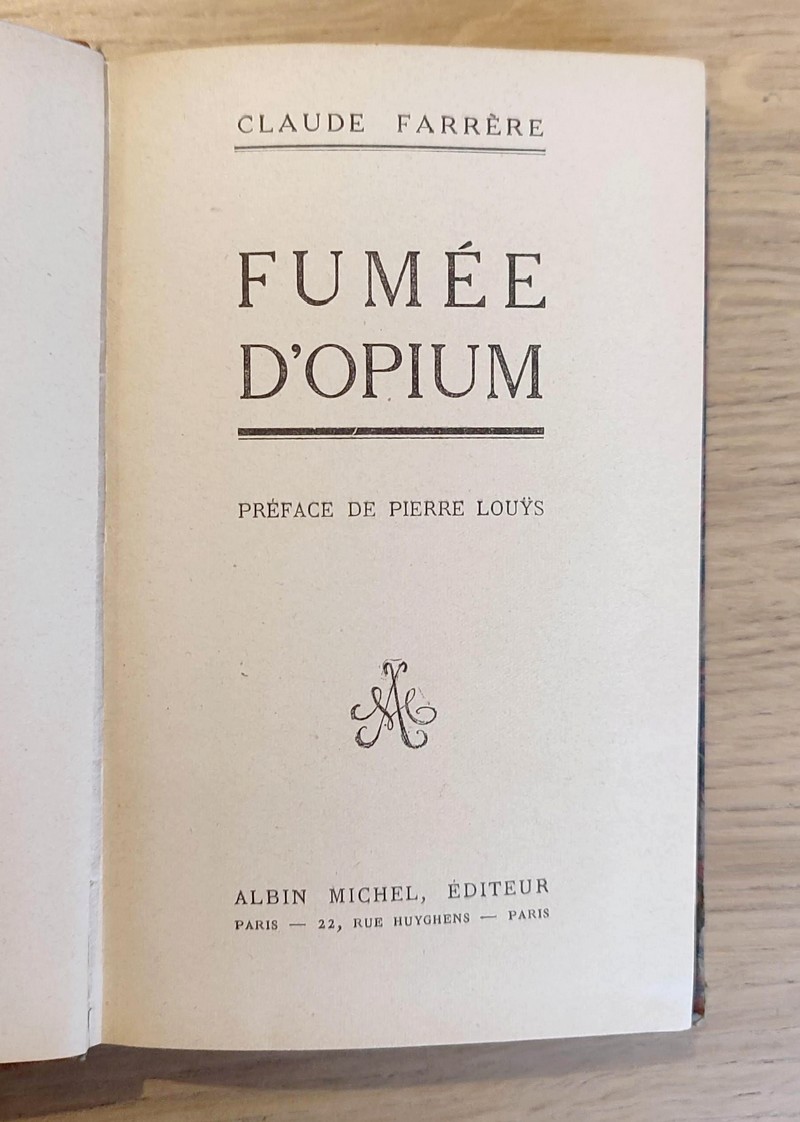 CLAUDE FARRÈRE
FUMÉE
D'OPIUM
PRÉFACE DE PIERRE LOUŸS
ALBIN MICHEL, ÉDITEUR
PARIS — 22, RUE HUYGHENS — PARIS